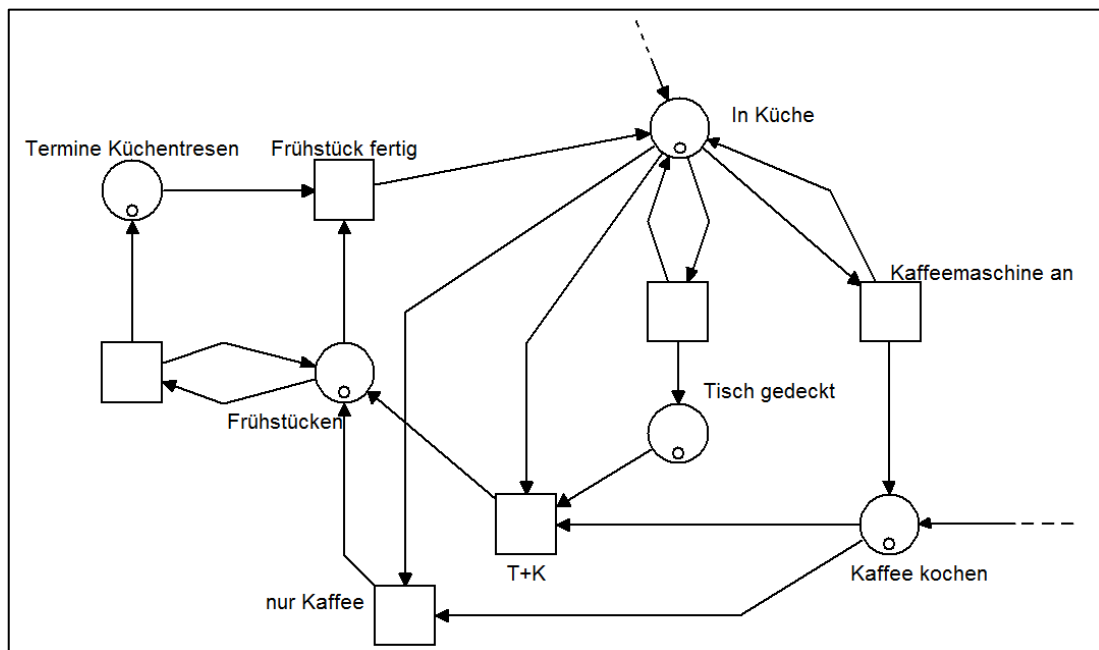 In Küche
Termine Küchentresen
Frühstück fertig
Kaffeemaschine an
Tisch gedeckt
Frühstücken
T+K
Kaffee kochen
nur Kaffee